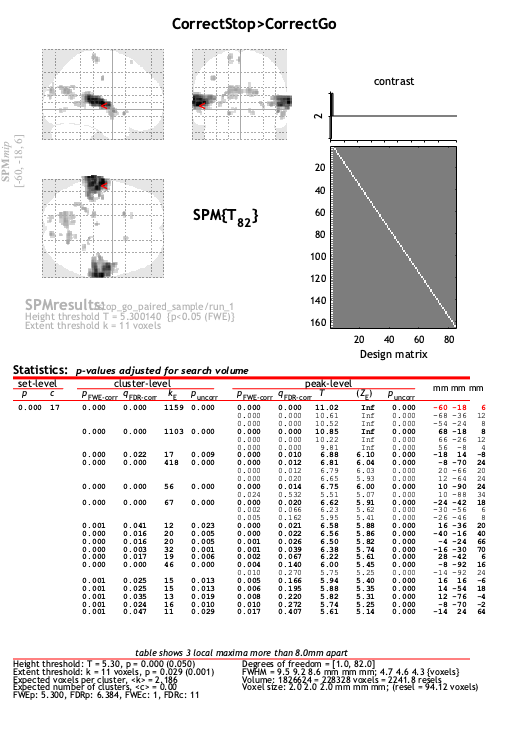 CorrectStop>CorrectGo
contrast
2
SPMmip
[-60, -18, 6]
SPM{T82}
20
40
60
80
100
120
140
160
20 40 60 80
Design matrix
SPMresults: stop_go_paired_sample/run_1
Height threshold T = 5.300140 {p<0.05 (FWE)}
Extent threshold k = 11 voxels
Statistics: p-values adjusted for search volume
set-level cluster-level peak-level mm mm mm
p c pFWE-corr qFDR-corr kE puncorr pFWE-corr qFDR-corr T (ZE) puncorr
0.000 17 0.000 0.000 1159 0.000 0.000 0.000 11.02 Inf 0.000 -60 -18 6
0.000 0.000 10.61 Inf 0.000 -68 -36 12
0.000 0.000 10.52 Inf 0.000 -54 -24 8
0.000 0.000 1103 0.000 0.000 0.000 10.85 Inf 0.000 68 -18 8
0.000 0.000 10.22 Inf 0.000 66 -26 12
0.000 0.000 9.81 Inf 0.000 56 -8 4
0.000 0.022 17 0.009 0.000 0.010 6.88 6.10 0.000 -18 14 -8
0.000 0.000 418 0.000 0.000 0.012 6.81 6.04 0.000 -8 -70 24
0.000 0.012 6.79 6.03 0.000 20 -66 20
0.000 0.020 6.65 5.93 0.000 12 -64 24
0.000 0.000 56 0.000 0.000 0.014 6.75 6.00 0.000 10 -90 24
0.024 0.532 5.51 5.07 0.000 10 -88 34
0.000 0.000 67 0.000 0.000 0.020 6.62 5.91 0.000 -24 -42 18
0.002 0.066 6.23 5.62 0.000 -30 -56 6
0.005 0.162 5.95 5.41 0.000 -26 -46 8
0.001 0.041 12 0.023 0.000 0.021 6.58 5.88 0.000 16 -36 20
0.000 0.016 20 0.005 0.000 0.022 6.56 5.86 0.000 -40 -16 40
0.000 0.016 20 0.005 0.001 0.026 6.50 5.82 0.000 -4 -24 66
0.000 0.003 32 0.001 0.001 0.039 6.38 5.74 0.000 -16 -30 70
0.000 0.017 19 0.006 0.002 0.067 6.22 5.61 0.000 28 -42 6
0.000 0.000 46 0.000 0.004 0.140 6.00 5.45 0.000 -8 -92 16
0.010 0.270 5.75 5.25 0.000 -14 -92 24
0.001 0.025 15 0.013 0.005 0.166 5.94 5.40 0.000 16 16 -6
0.001 0.025 15 0.013 0.006 0.195 5.88 5.35 0.000 14 -54 18
0.001 0.035 13 0.019 0.008 0.220 5.82 5.31 0.000 12 -76 -4
0.001 0.024 16 0.010 0.010 0.272 5.74 5.25 0.000 -8 -70 -2
0.001 0.047 11 0.029 0.017 0.407 5.61 5.14 0.000 -14 24 64
table shows 3 local maxima more than 8.0mm apart
Height threshold: T = 5.30, p = 0.000 (0.050)
Extent threshold: k = 11 voxels, p = 0.029 (0.001)
Expected voxels per cluster, <k> = 2.186
Expected number of clusters, <c> = 0.00
FWEp: 5.300, FDRp: 6.384, FWEc: 1, FDRc: 11
Degrees of freedom = [1.0, 82.0]
FWHM = 9.5 9.2 8.6 mm mm mm; 4.7 4.6 4.3 {voxels}
Volume: 1826624 = 228328 voxels = 2241.8 resels
Voxel size: 2.0 2.0 2.0 mm mm mm; (resel = 94.12 voxels)